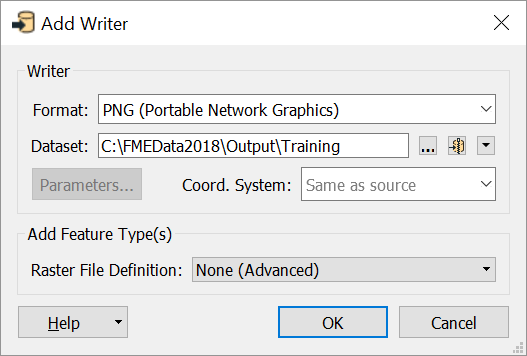 Add Writer
Writer
Format: PNG (Portable Network Graphics)
Dataset: C:\FMEData2018\Output\Training ...
Parameters... Coord. System: Same as source
Add Feature Type(s)
Raster File Definition: None (Advanced)
Help OK Cancel